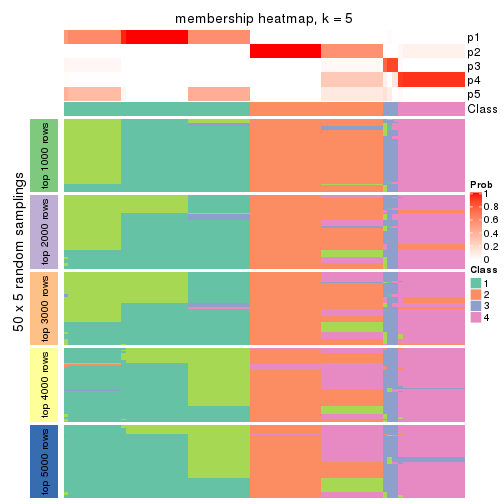 membership heatmap, k = 5
p1
p2
p3
p4
p5
Class
50 x 5 random samplings
top 1000 rows
top 2000 rows
top 3000 rows
top 4000 rows
top 5000 rows
Prob
1
0.8
0.6
0.4
0.2
0
Class
1
2
3
4